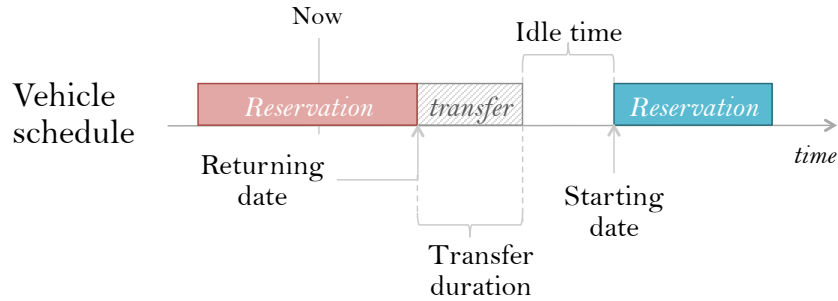 Now
Idle time
Vehicle
schedule
Reservation
transfer
Reservation
time
Returning
date
Starting
date
Transfer
duration